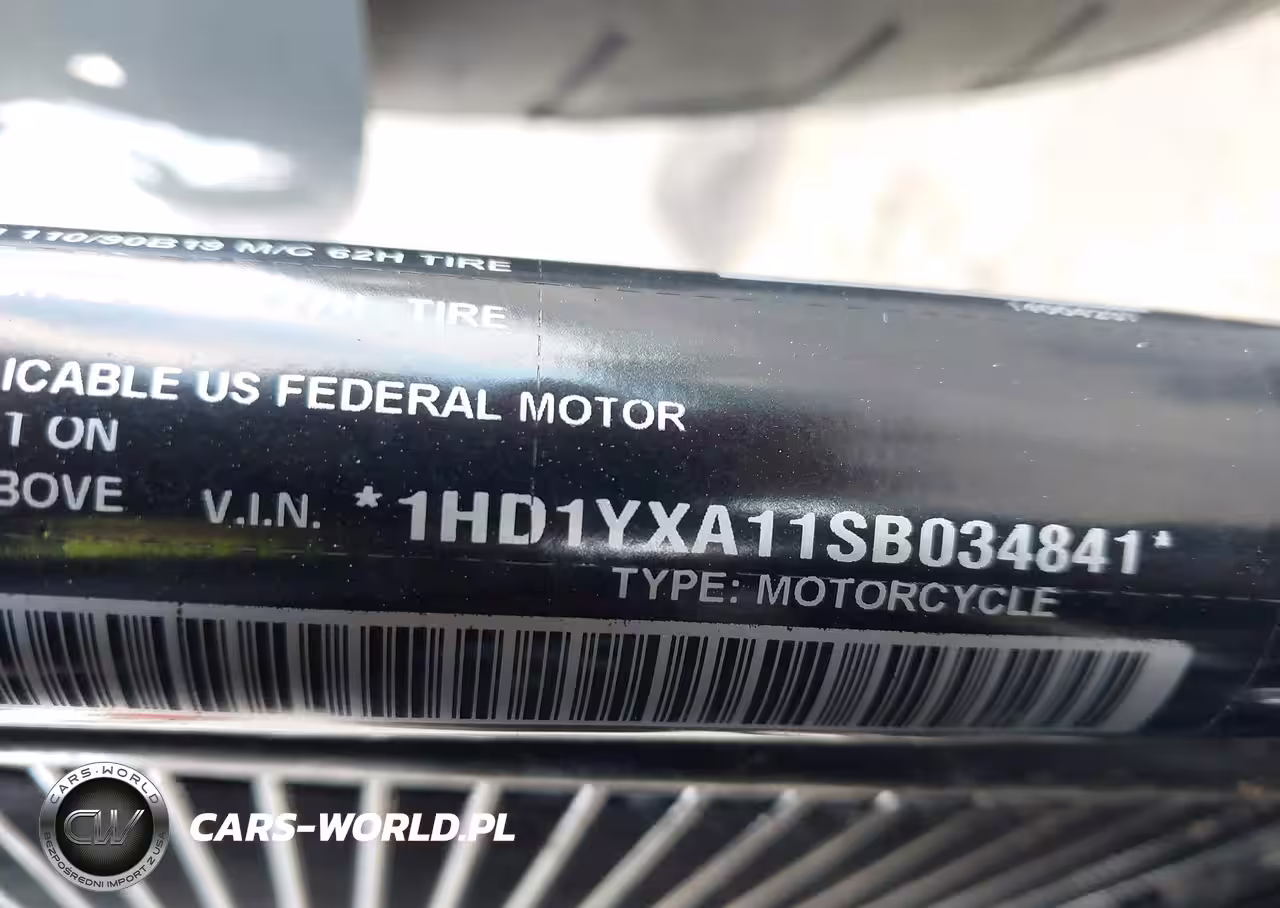 110/90B19 M/C 62H TIRE
TIRE
ICABLE US FEDERAL MOTOR
T ON
BOVE V.I.N. *1HD1YXA11SB034841*
TYPE: MOTORCYCLE
CARS-WORLD
CW
BEZPOŚREDNI IMPORT Z USA
CARS-WORLD.PL